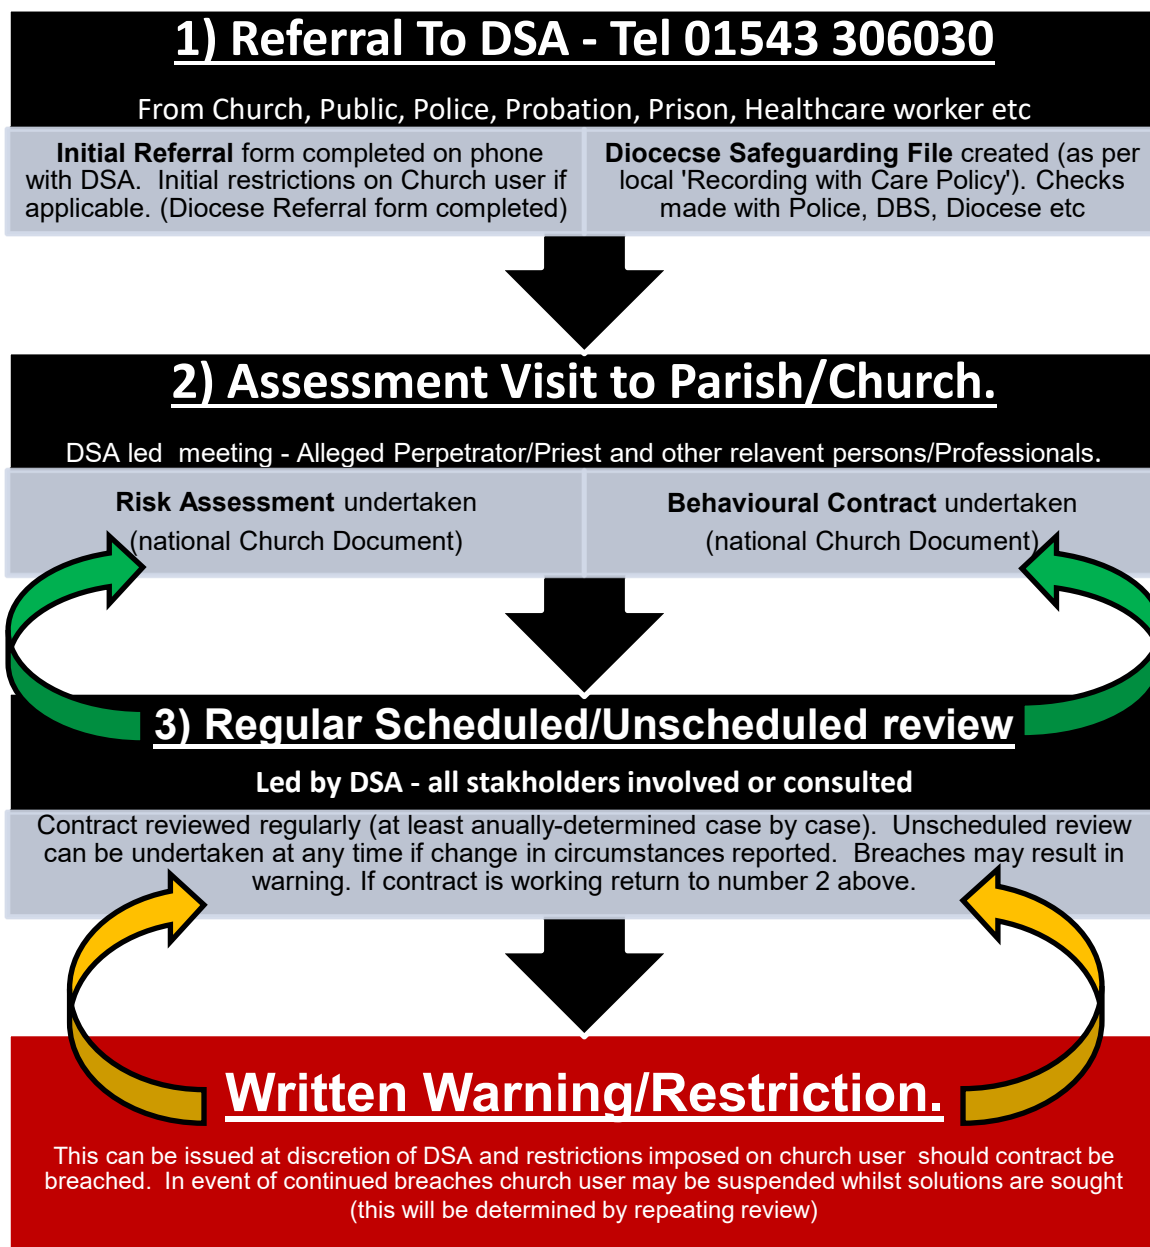 1) Referral To DSA - Tel 01543 306030
From Church, Public, Police, Probation, Prison, Healthcare worker etc
Initial Referral form completed on phone
with DSA.  Initial restrictions on Church user if
applicable. (Diocese Referral form completed)
Diocecse Safeguarding File created (as per
local 'Recording with Care Policy'). Checks
made with Police, DBS, Diocese etc
2) Assessment Visit to Parish/Church.
DSA led  meeting - Alleged Perpetrator/Priest and other relavent persons/Professionals.
Risk Assessment undertaken
(national Church Document)
Behavioural Contract undertaken
(national Church Document)
3) Regular Scheduled/Unscheduled review
Led by DSA - all stakholders involved or consulted
Contract reviewed regularly (at least anually-determined case by case).  Unscheduled review
can be undertaken at any time if change in circumstances reported.  Breaches may result in
warning. If contract is working return to number 2 above.
Written Warning/Restriction.
This can be issued at discretion of DSA and restrictions imposed on church user  should contract be
breached.  In event of continued breaches church user may be suspended whilst solutions are sought
(this will be determined by repeating review)